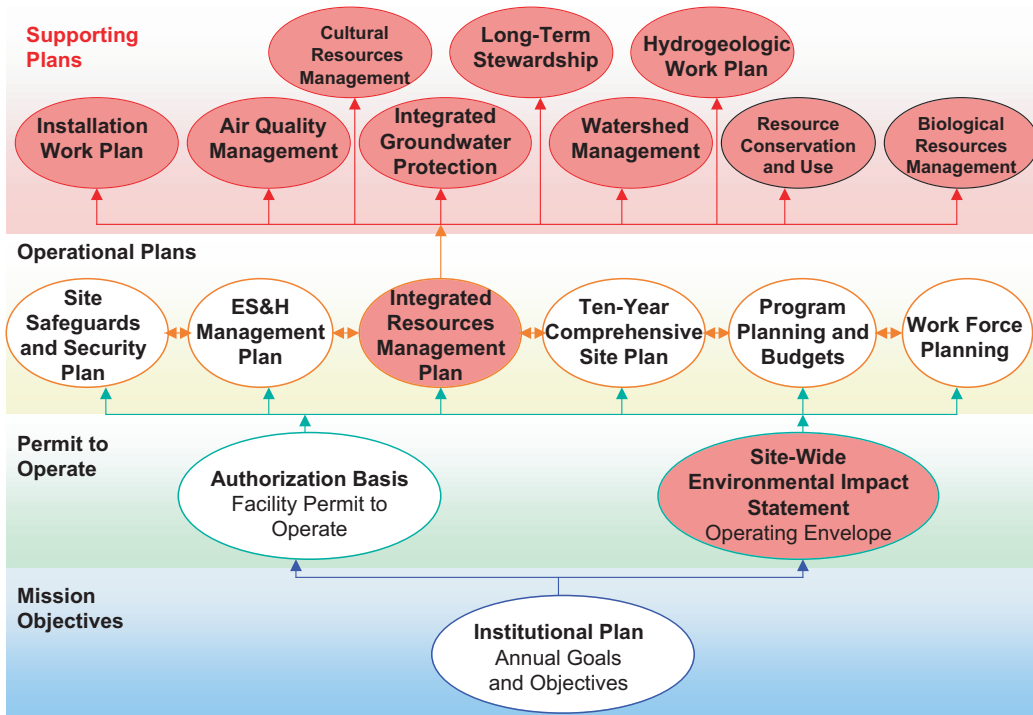 Supporting
Plans
Cultural
Resources
Management
Long-Term
Stewardship
Hydrogeologic
Work Plan
Installation
Work Plan
Air Quality
Management
Integrated
Groundwater
Protection
Watershed
Management
Resource
Conservation
and Use
Biological
Resources
Management
Operational Plans
Site
Safeguards
and Security
Plan
ES&H
Management
Plan
Integrated
Resources
Management
Plan
Ten-Year
Comprehensive
Site Plan
Program
Planning and
Budgets
Work Force
Planning
Permit to
Operate
Authorization Basis
Facility Permit to
Operate
Site-Wide
Environmental Impact
Statement
Operating Envelope
Mission
Objectives
Institutional Plan
Annual Goals
and Objectives